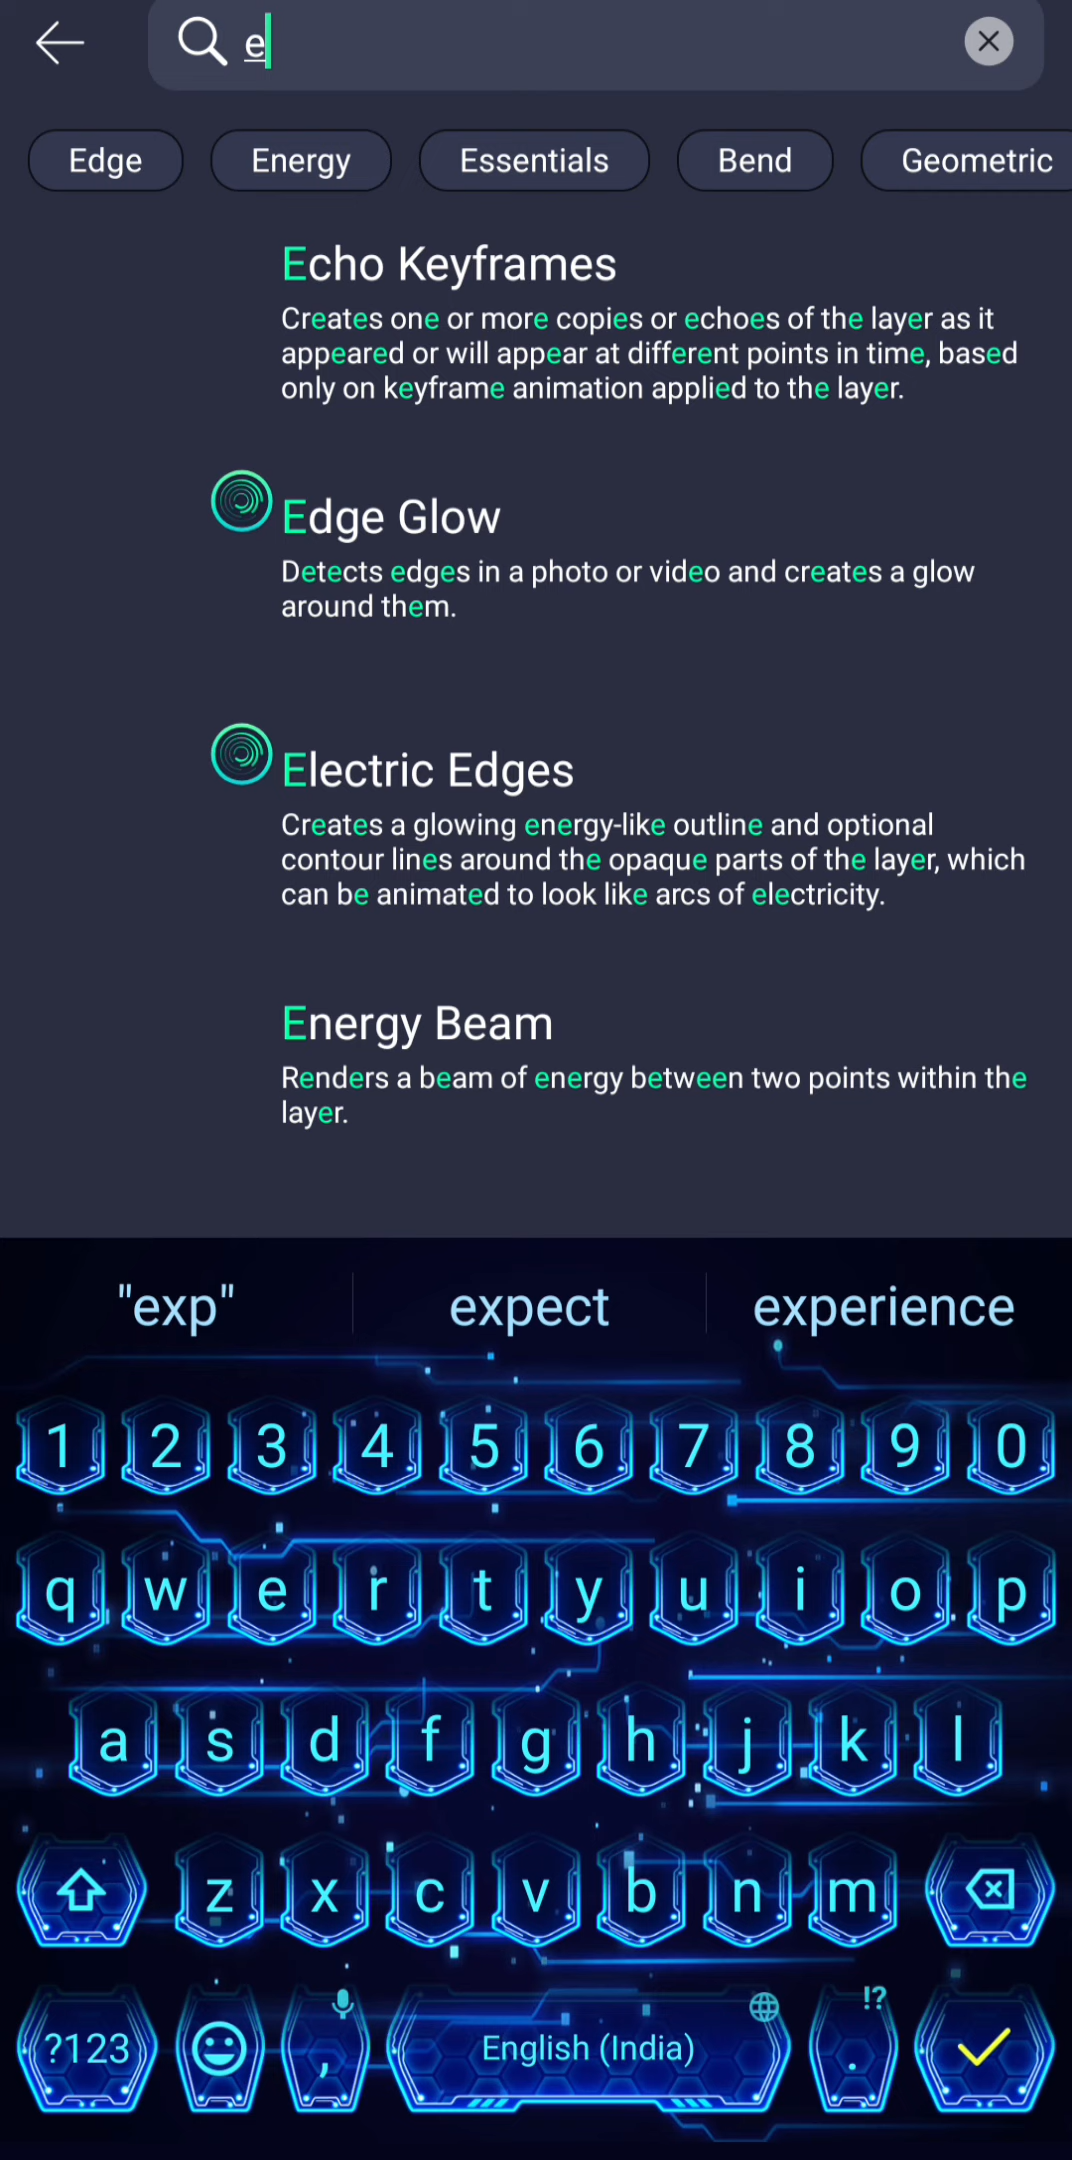 e
Edge Energy Essentials Bend Geometric
Echo Keyframes
Creates one or more copies or echoes of the layer as it
appeared or will appear at different points in time, based
only on keyframe animation applied to the layer.
Edge Glow
Detects edges in a photo or video and creates a glow
around them.
Electric Edges
Creates a glowing energy-like outline and optional
contour lines around the opaque parts of the layer, which
can be animated to look like arcs of electricity.
Energy Beam
Renders a beam of energy between two points within the
layer.
"exp" expect experience
1 2 3 4 5 6 7 8 9 0
q w e r t y u i o p
a s d f g h j k l
z x c v b n m
!?
?123 , English (India) .